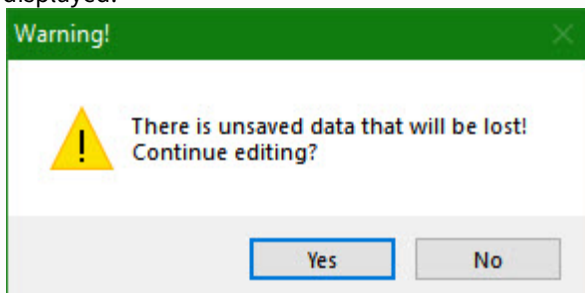 displayed.
Warning!
There is unsaved data that will be lost!
Continue editing?
Yes
No